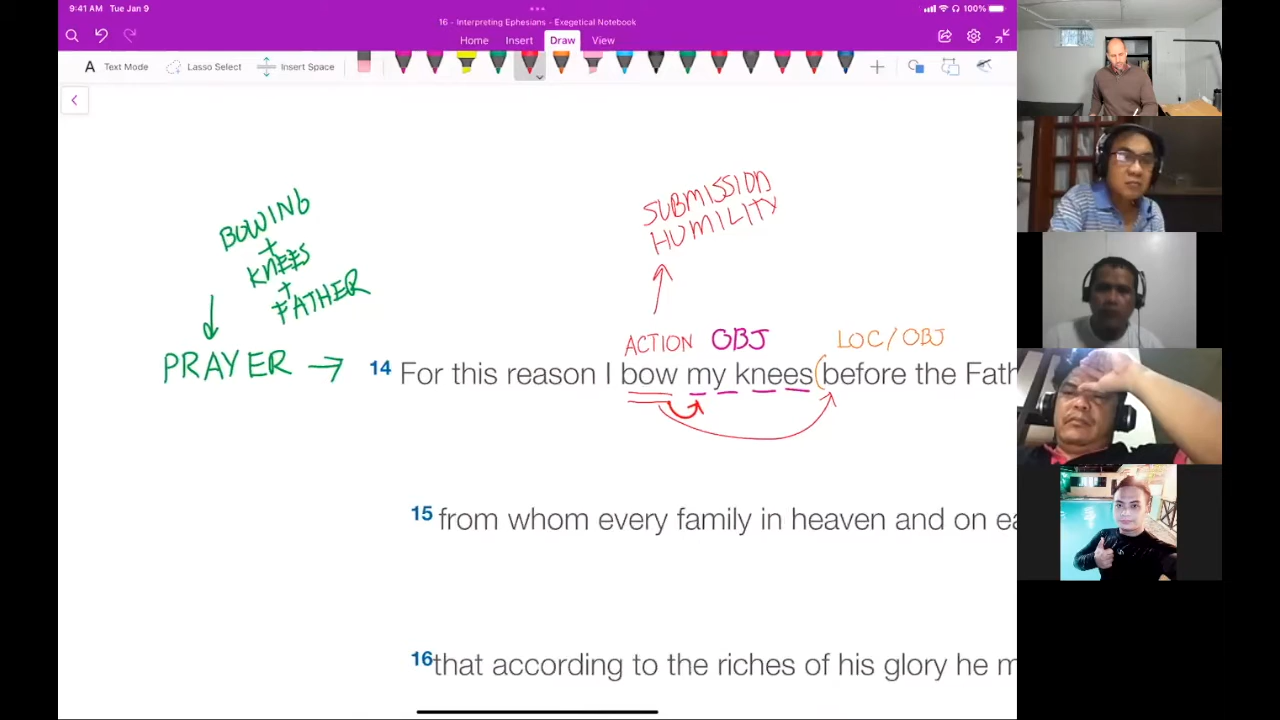 9:41 AM Tue Jan 9
100%
16 - Interpreting Ephesians - Exegetical Notebook
Home Insert Draw View
A Text Mode Lasso Select Insert Space
SUBMISSION
HUMILITY
BOWING
+
KNEES
+
FATHER
ACTION OBJ LOC/OBJ
PRAYER → 14 For this reason I bow my knees (before the Fath
15 from whom every family in heaven and on ea
16 that according to the riches of his glory he m